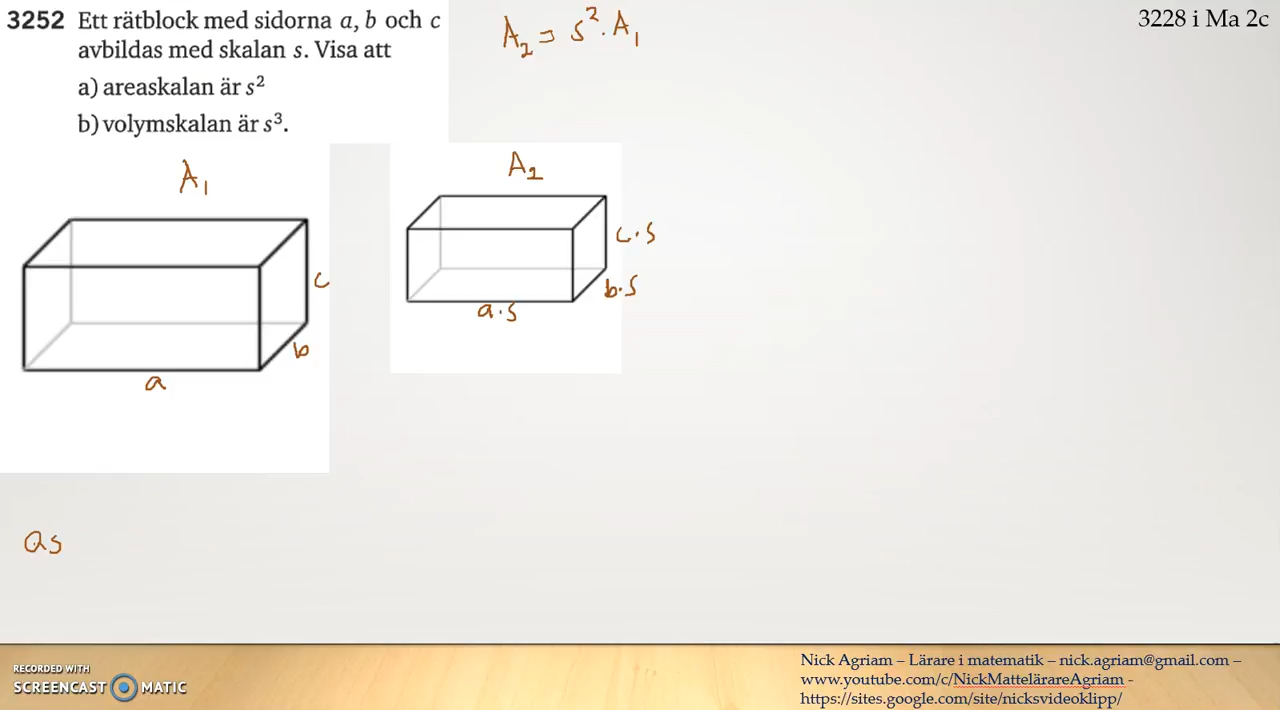 3252 Ett rätblock med sidorna a, b och c
avbildas med skalan s. Visa att
a) areaskalan är s²
b) volymskalan är s³.
A₂ = s² · A₁
3228 i Ma 2c
A₁
c
b
a
A₂
c·s
b·s
a·s
as
RECORDED WITH
SCREENCAST MATIC
Nick Agriam – Lärare i matematik – nick.agriam@gmail.com –
www.youtube.com/c/NickMattelärareAgriam -
https://sites.google.com/site/nicksvideoklipp/